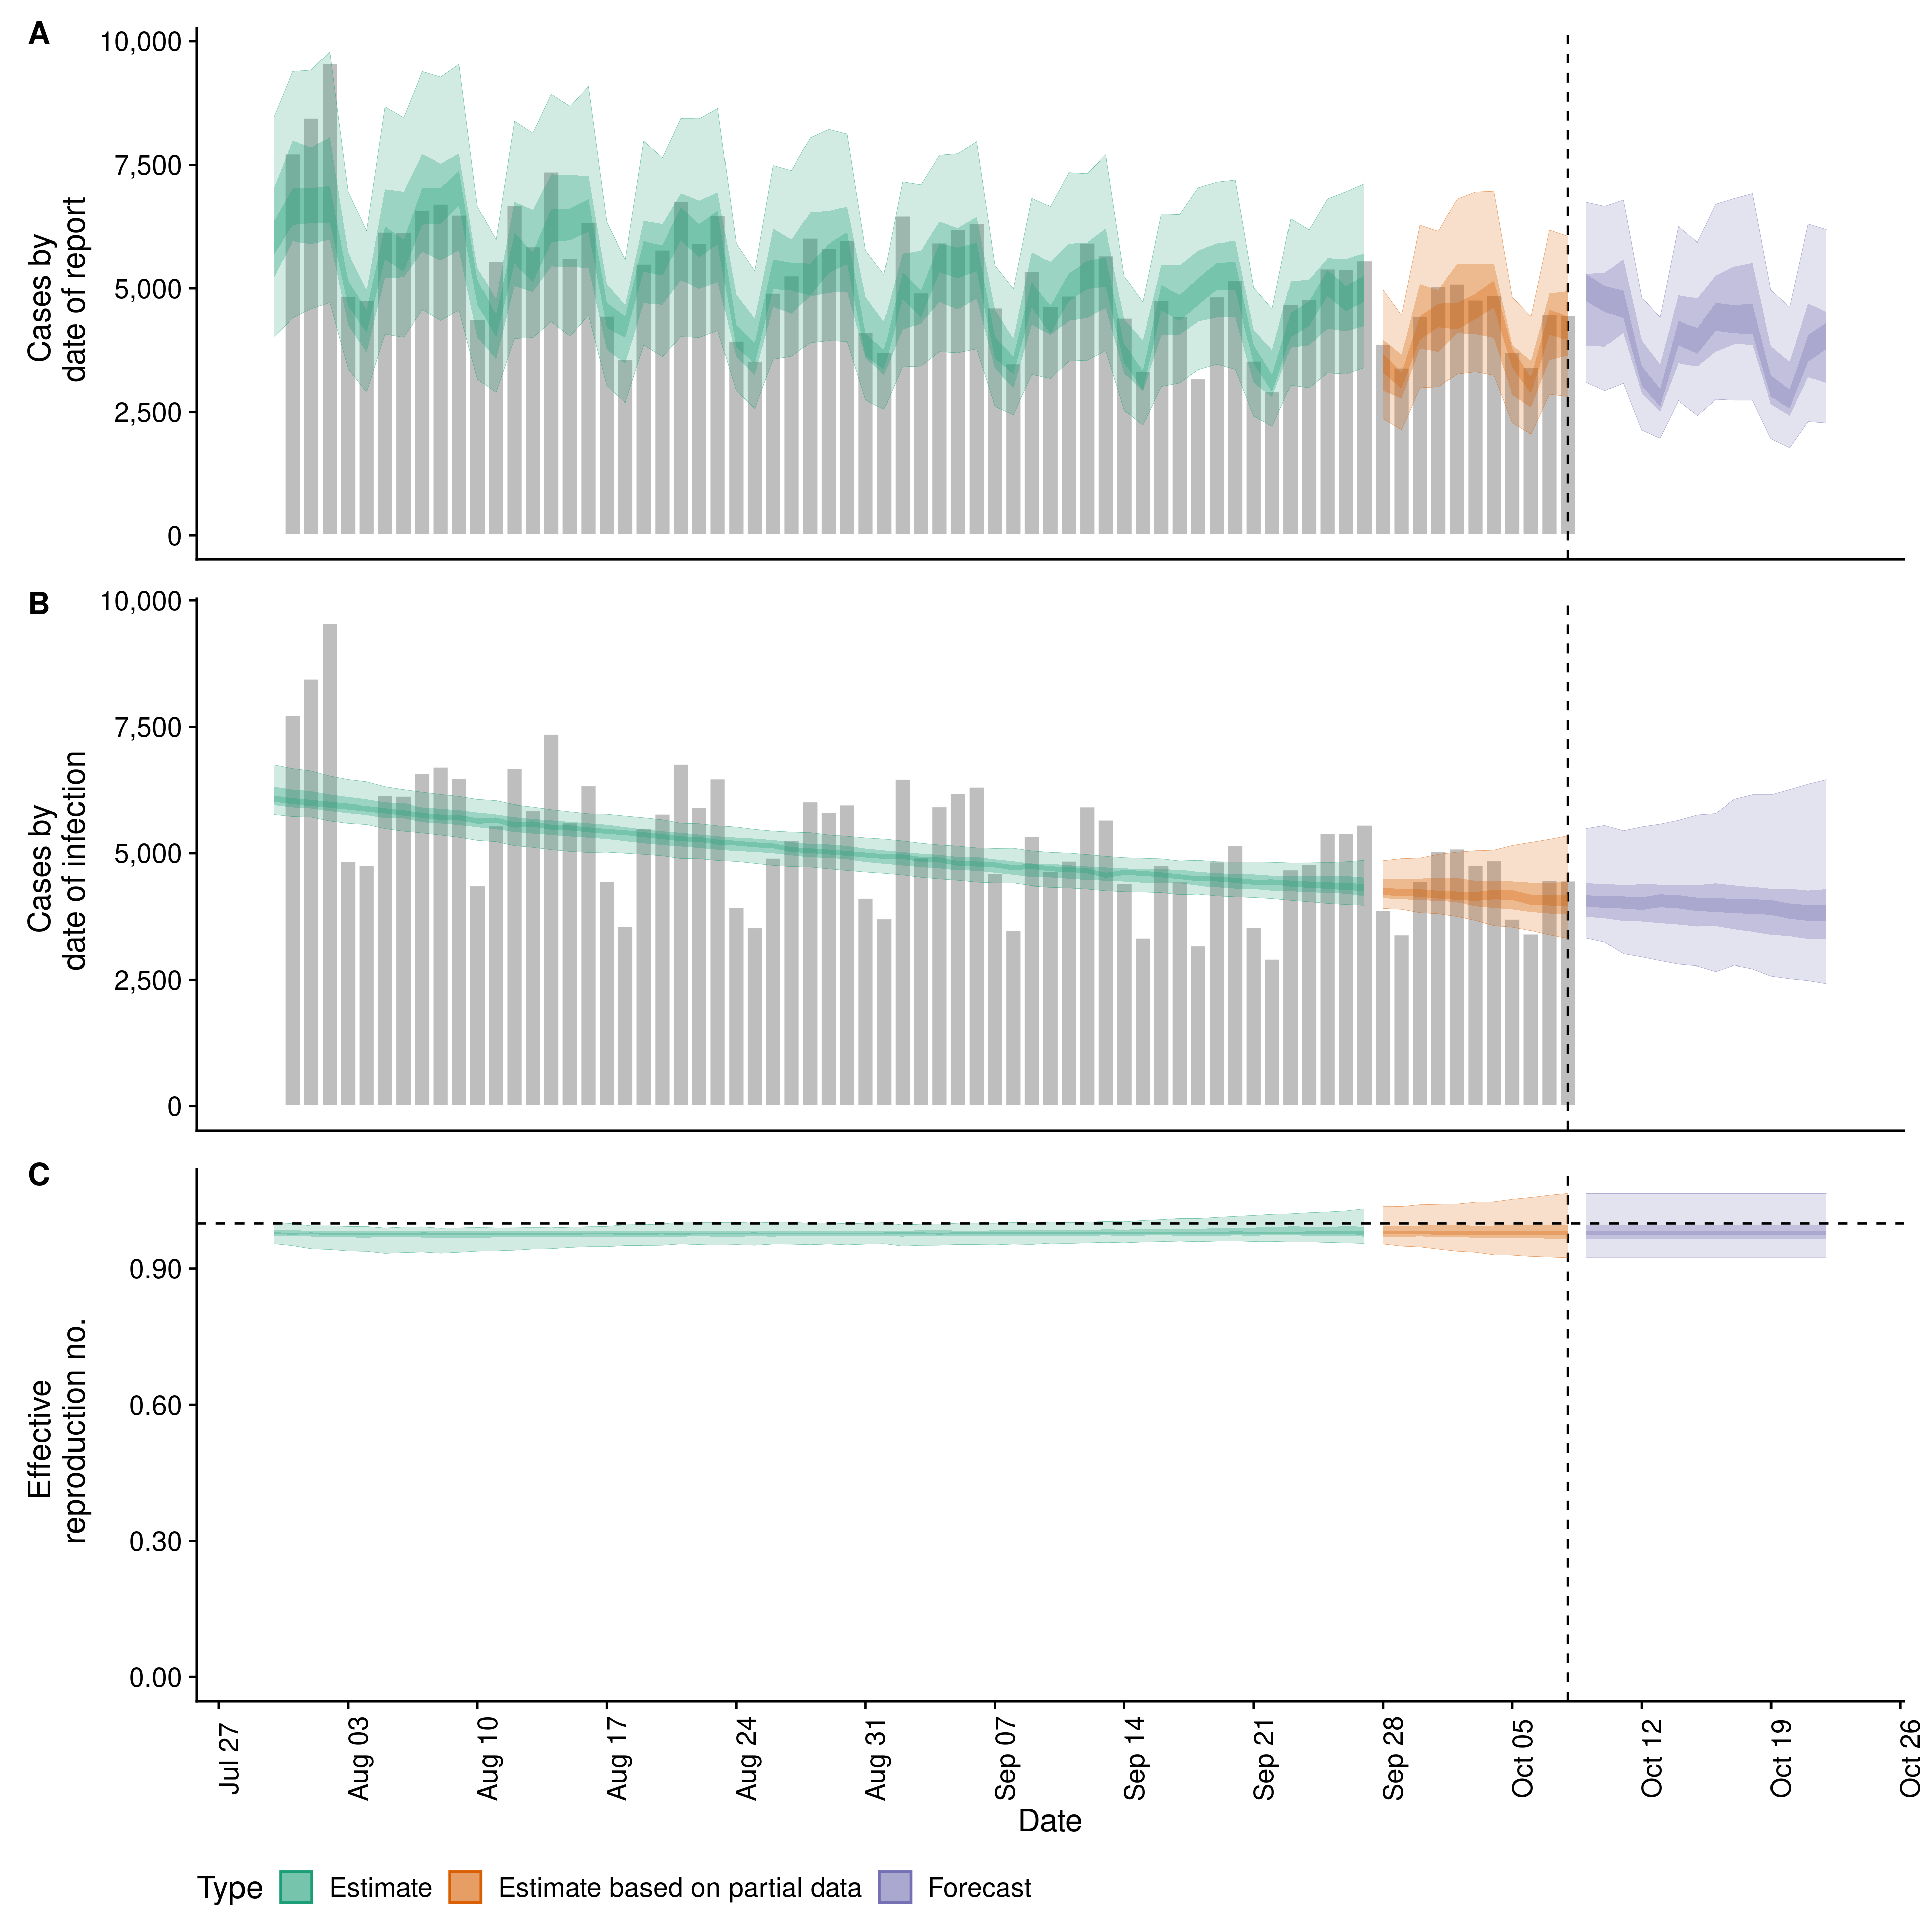 A
10,000
7,500
5,000
2,500
0
Cases by
date of report
B
10,000
7,500
5,000
2,500
0
Cases by
date of infection
C
0.90
0.60
0.30
0.00
Effective
reproduction no.
Jul 27
Aug 03
Aug 10
Aug 17
Aug 24
Aug 31
Sep 07
Sep 14
Sep 21
Sep 28
Oct 05
Oct 12
Oct 19
Oct 26
Date
Type Estimate Estimate based on partial data Forecast